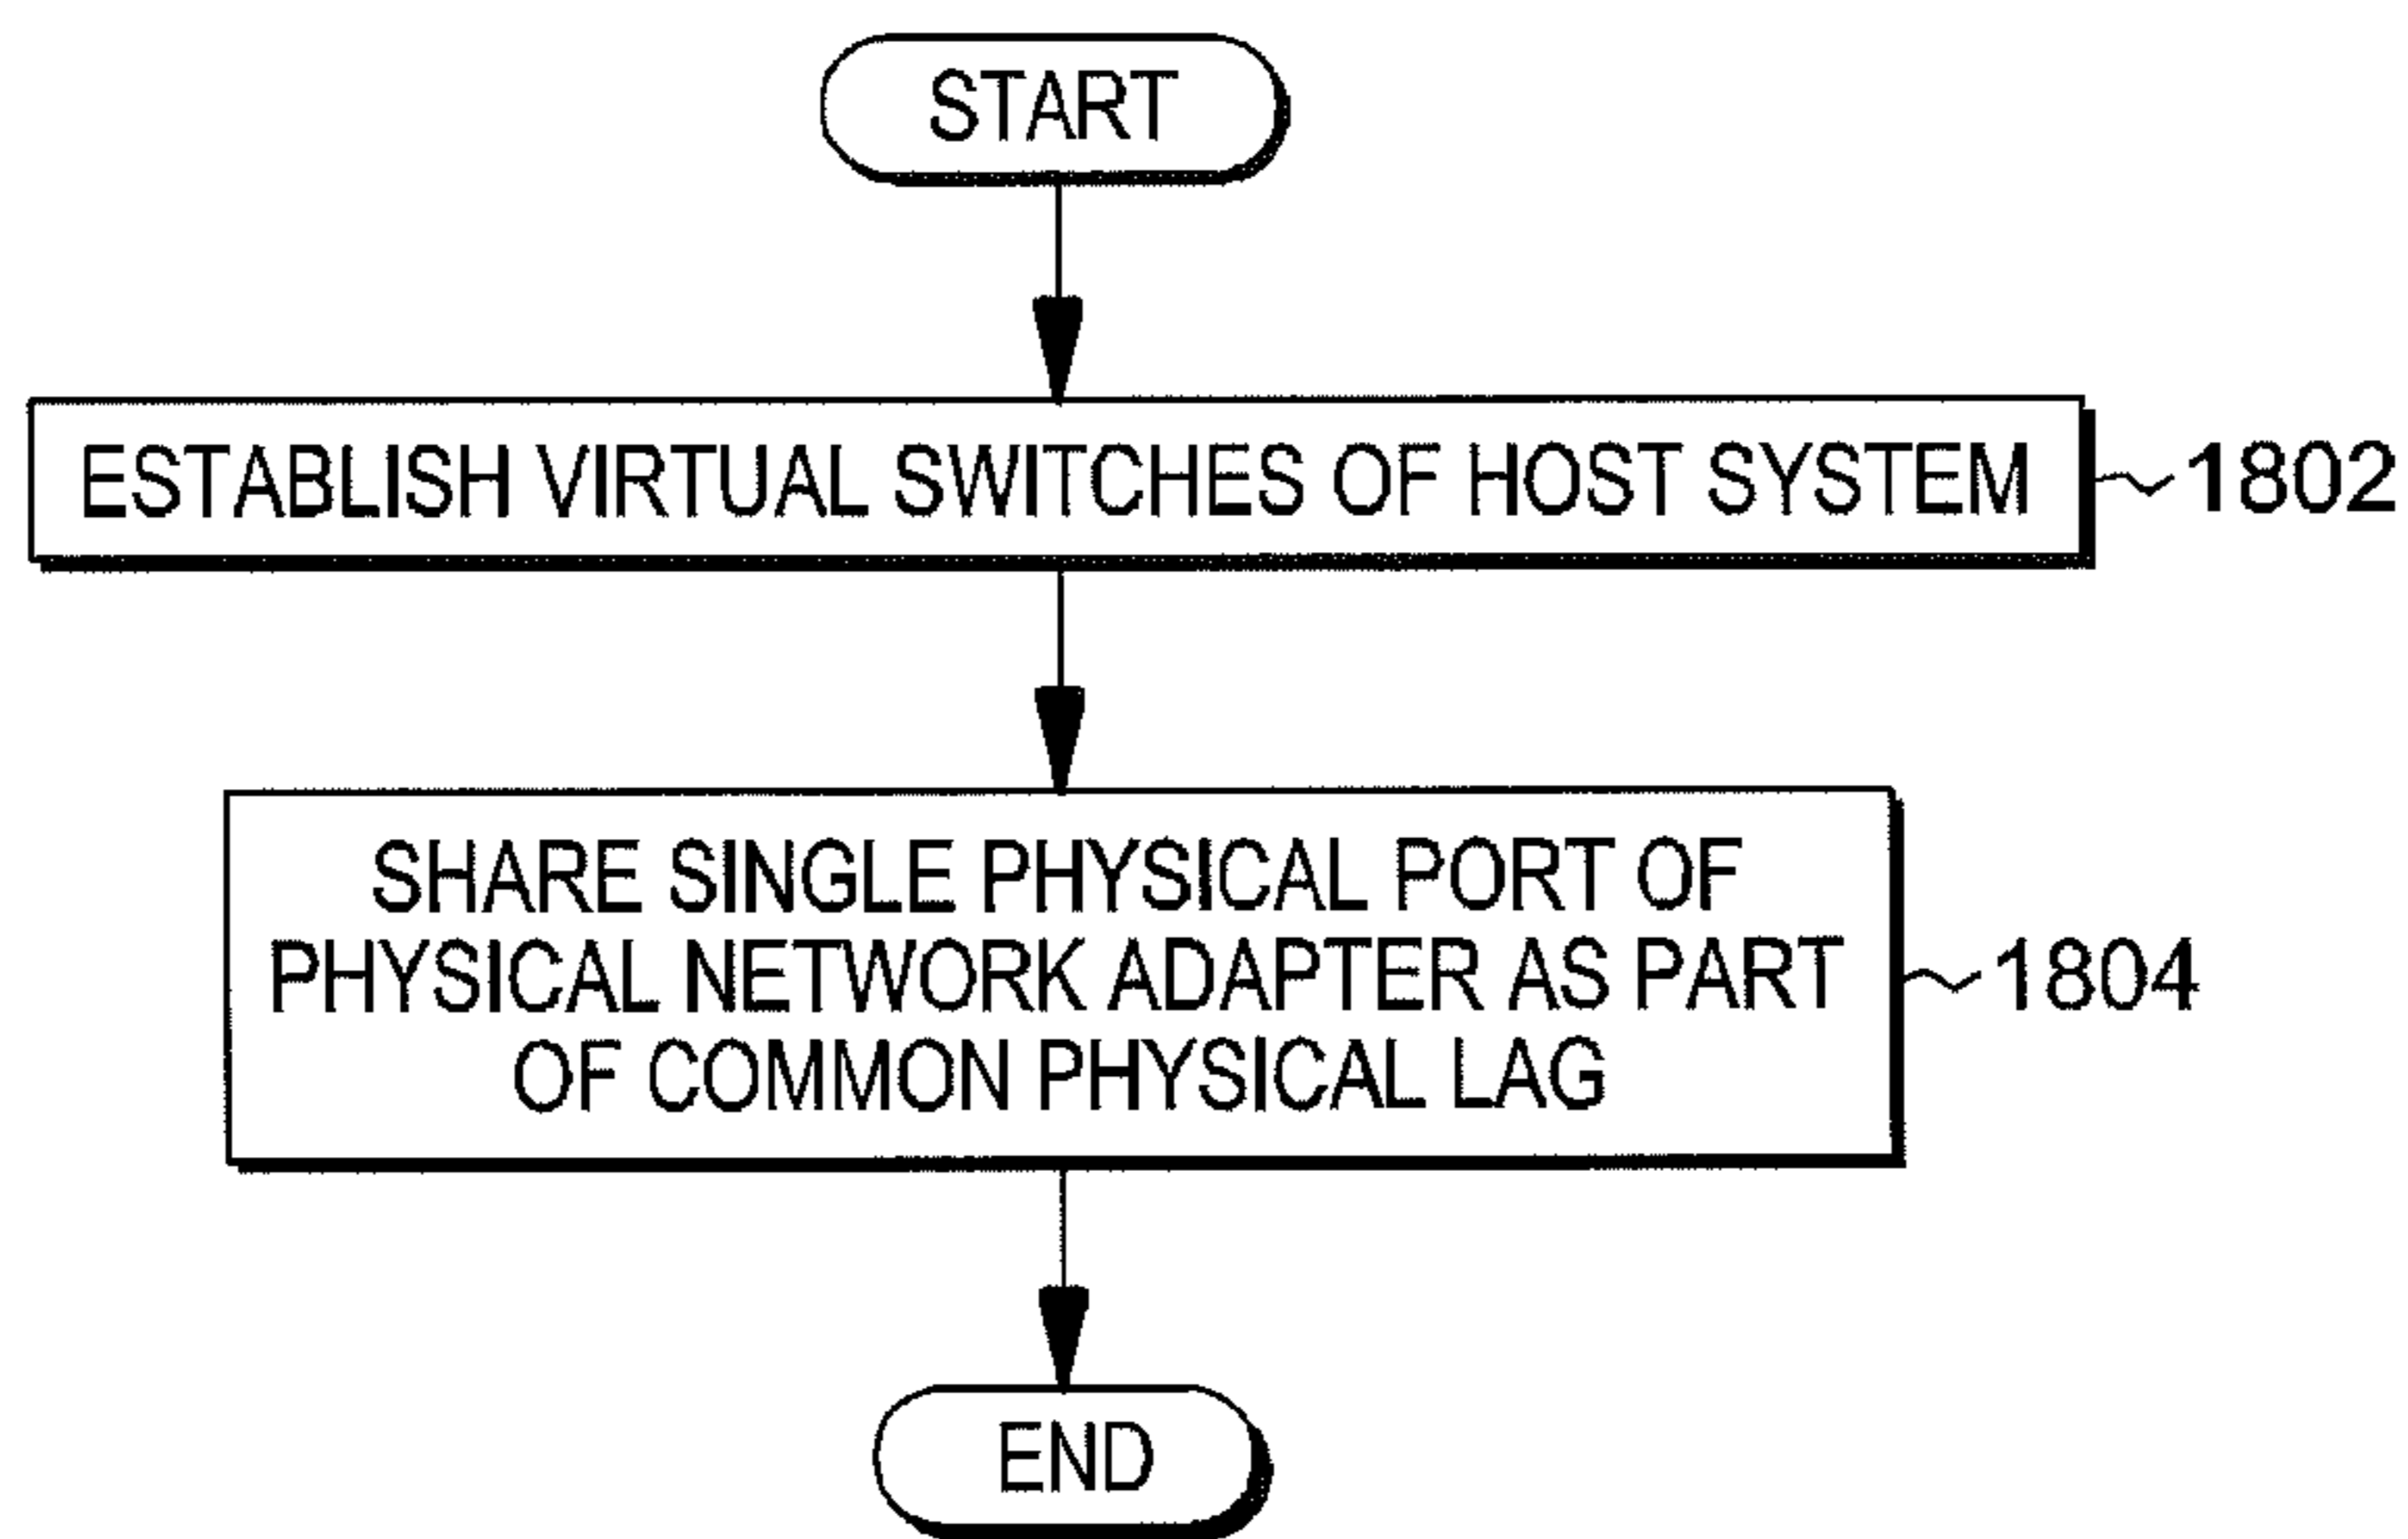 START
ESTABLISH VIRTUAL SWITCHES OF HOST SYSTEM
1802
SHARE SINGLE PHYSICAL PORT OF
PHYSICAL NETWORK ADAPTER AS PART
OF COMMON PHYSICAL LAG
1804
END